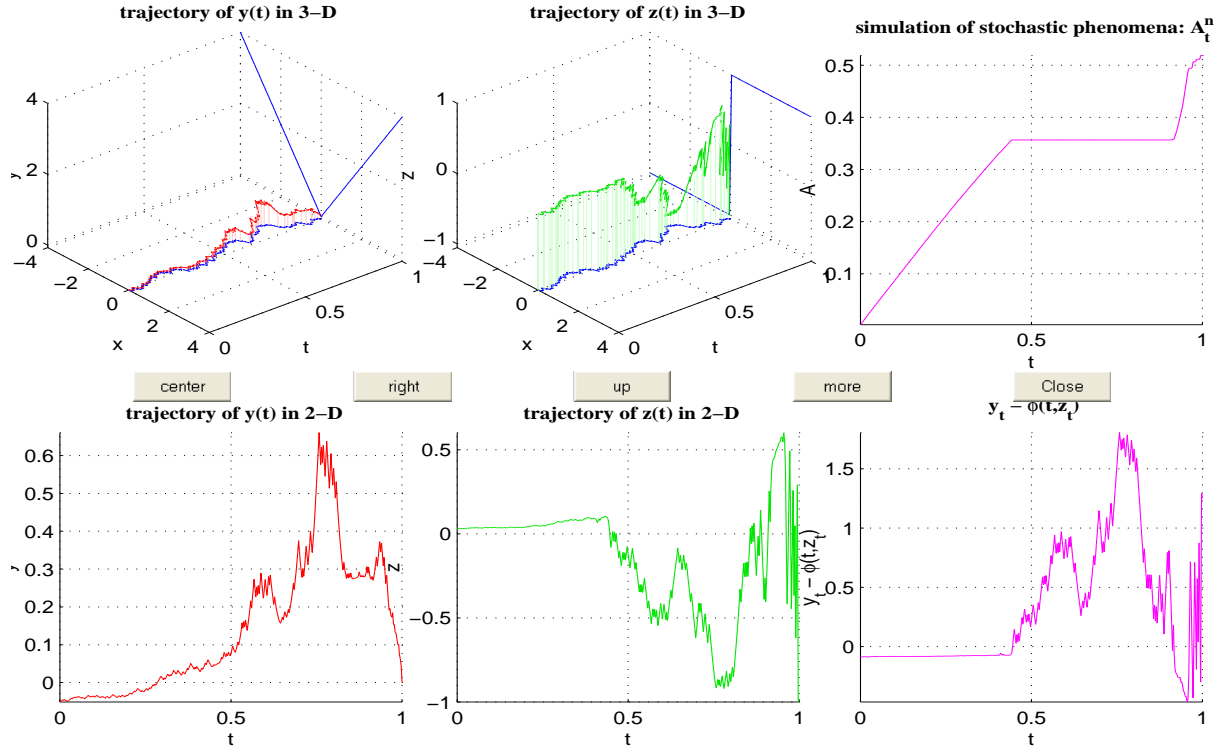 trajectory of y(t) in 3−D
trajectory of z(t) in 3−D
simulation of stochastic phenomena: A_t^n
4
2
0
y
−4
−2
0
2
4
x
0
0.5
1
t
1
0
−1
z
−4
−2
0
2
4
x
0
0.5
1
t
0.5
0.4
0.3
0.2
0.1
A
0
0.5
1
t
center
right
up
more
Close
trajectory of y(t) in 2−D
trajectory of z(t) in 2−D
y_t − ϕ(t,z_t)
0.6
0.5
0.4
0.3
0.2
0.1
0
y
0
0.5
1
t
0.5
0
−0.5
−1
z
0
0.5
1
t
1.5
1
0.5
0
y_t − ϕ(t,z_t)
0
0.5
1
t